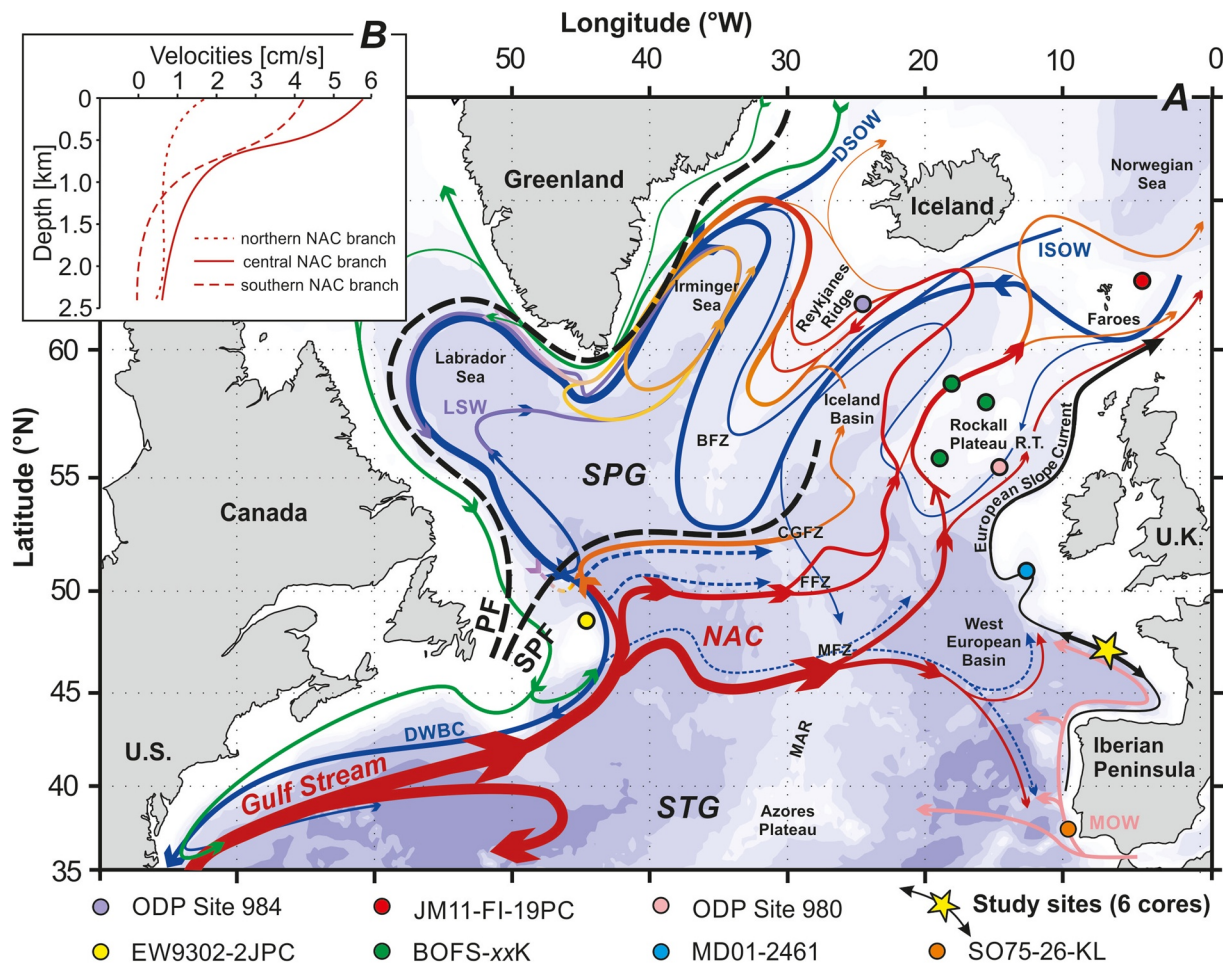 Longitude (°W)
B
Velocities [cm/s]
0 1 2 3 4 5 6
50 40 30 20 10 0
A
0
0.5
1.0
1.5
2.0
2.5
Depth [km]
northern NAC branch
central NAC branch
southern NAC branch
Greenland
DSOW
Iceland
Norwegian
Sea
ISOW
Irminger
Sea
Reykjanes
Ridge
Faroes
60
Labrador
Sea
LSW
Iceland
Basin
BFZ
Rockall
Plateau
R.T.
European Slope Current
55
SPG
Latitude (°N)
Canada
CGFZ
U.K.
50
FFZ
PF
SPF
NAC
MFZ
West
European
Basin
45
DWBC
U.S.
Gulf Stream
MAR
Iberian
Peninsula
40
STG
Azores
Plateau
MOW
35
ODP Site 984
JM11-FI-19PC
ODP Site 980
Study sites (6 cores)
EW9302-2JPC
BOFS-xxK
MD01-2461
SO75-26-KL